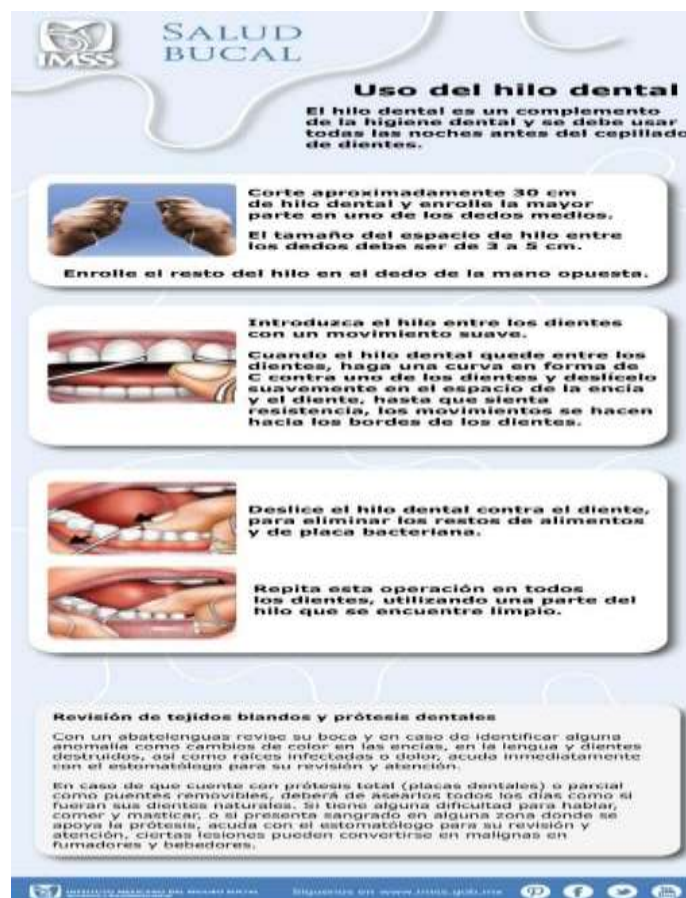 IMSS
SALUD
BUCAL
Uso del hilo dental
El hilo dental es un complemento
de la higiene dental y se debe usar
todas las noches antes del cepillado
de dientes.
Corte aproximadamente 30 cm
de hilo dental y enrolle la mayor
parte en uno de los dedos medios.
El tamaño del espacio de hilo entre
los dedos debe ser de 3 a 5 cm.
Enrolle el resto del hilo en el dedo de la mano opuesta.
Introduzca el hilo entre los dientes
con un movimiento suave.
Cuando el hilo dental quede entre los
dientes, haga una curva en forma de
C contra uno de los dientes y deslícelo
suavemente en el espacio de la encía
y el diente, hasta que sienta
resistencia, los movimientos se hacen
hacia los bordes de los dientes.
Deslice el hilo dental contra el diente,
para eliminar los restos de alimentos
y de placa bacteriana.
Repita esta operación en todos
los dientes, utilizando una parte del
hilo que se encuentre limpio.
Revisión de tejidos blandos y prótesis dentales
Con un abatelenguas revise su boca y en caso de identificar alguna
anomalía como cambios de color en las encías, en la lengua y dientes
destruidos, así como raíces infectadas o dolor, acuda inmediatamente
con el estomatólogo para su revisión y atención.
En caso de que cuente con prótesis total (placas dentales) o parcial
como puentes removibles, deberá de asearlos todos los días como si
fueran sus dientes naturales. Si tiene alguna dificultad para hablar,
comer y masticar, o si presenta sangrado en alguna zona donde se
apoya la prótesis, acuda con el estomatólogo para su revisión y
atención, ciertas lesiones pueden convertirse en malignas en
fumadores y bebedores.
INSTITUTO MEXICANO DEL SEGURO SOCIAL
Síguenos en www.imss.gob.mx